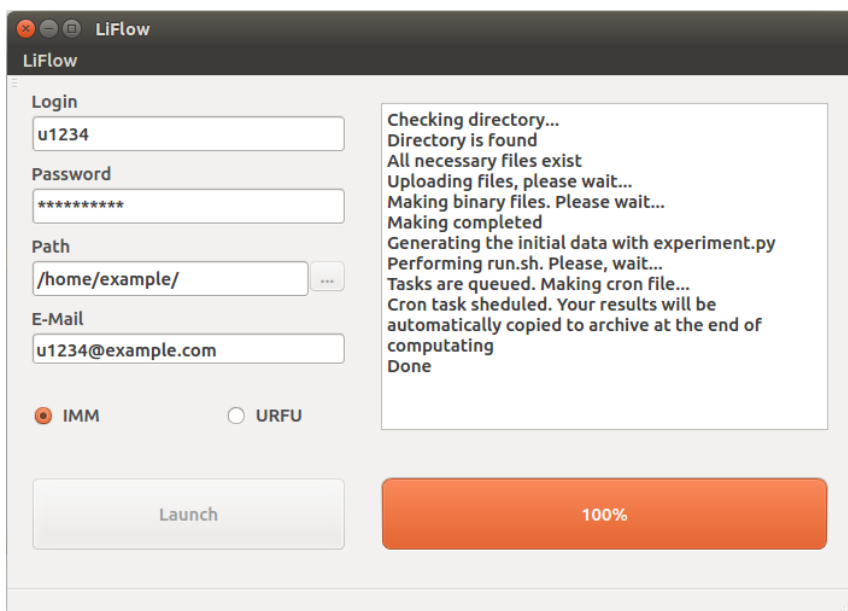 LiFlow
LiFlow
Login
u1234
Password
**********
Path
/home/example/
...
E-Mail
u1234@example.com
IMM
URFU
Launch
Checking directory...
Directory is found
All necessary files exist
Uploading files, please wait...
Making binary files. Please wait...
Making completed
Generating the initial data with experiment.py
Performing run.sh. Please, wait...
Tasks are queued. Making cron file...
Cron task sheduled. Your results will be
automatically copied to archive at the end of
computating
Done
100%